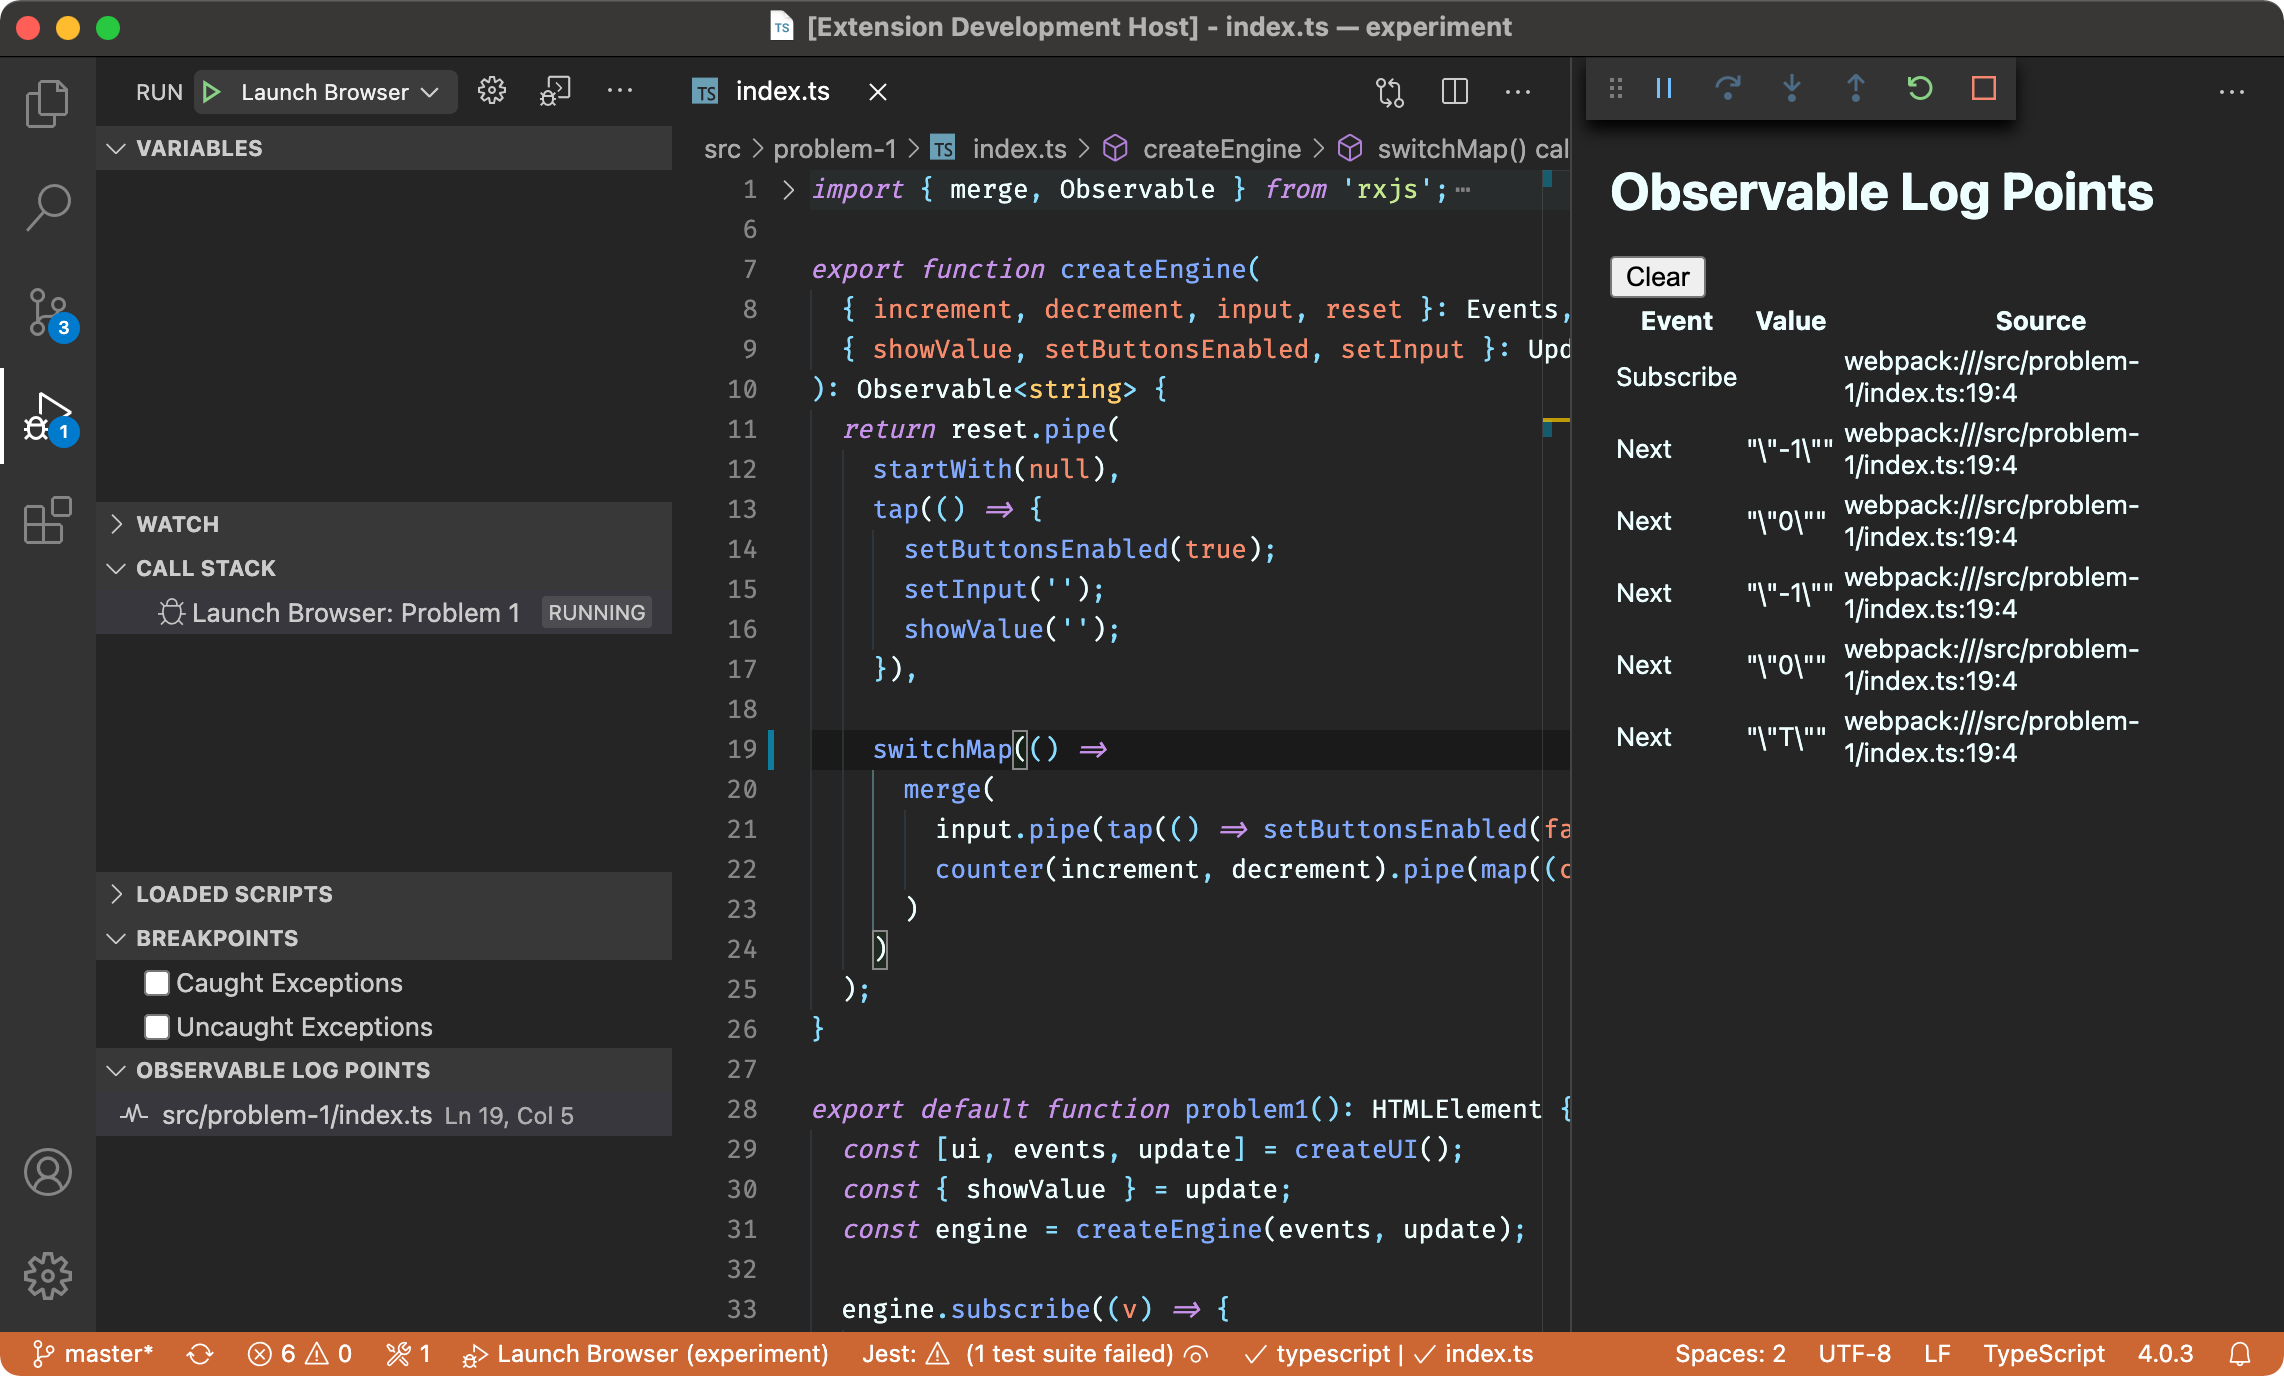 [Extension Development Host] - index.ts — experiment
RUN Launch Browser
VARIABLES
WATCH
CALL STACK
Launch Browser: Problem 1 RUNNING
LOADED SCRIPTS
BREAKPOINTS
Caught Exceptions
Uncaught Exceptions
OBSERVABLE LOG POINTS
src/problem-1/index.ts Ln 19, Col 5
3
1
TS index.ts
src > problem-1 > TS index.ts > createEngine > switchMap() cal
1 import { merge, Observable } from 'rxjs';
6
7 export function createEngine(
8 { increment, decrement, input, reset }: Events,
9 { showValue, setButtonsEnabled, setInput }: Upd
10 ): Observable<string> {
11 return reset.pipe(
12 startWith(null),
13 tap(() => {
14 setButtonsEnabled(true);
15 setInput('');
16 showValue('');
17 }),
18
19 switchMap(() =>
20 merge(
21 input.pipe(tap(() => setButtonsEnabled(fa
22 counter(increment, decrement).pipe(map((c
23 )
24 )
25 );
26 }
27
28 export default function problem1(): HTMLElement {
29 const [ui, events, update] = createUI();
30 const { showValue } = update;
31 const engine = createEngine(events, update);
32
33 engine.subscribe((v) => {
Observable Log Points
Clear
Event Value Source
Subscribe webpack:///src/problem-
1/index.ts:19:4
Next "\"-1\"" webpack:///src/problem-
1/index.ts:19:4
Next "\"0\"" webpack:///src/problem-
1/index.ts:19:4
Next "\"-1\"" webpack:///src/problem-
1/index.ts:19:4
Next "\"0\"" webpack:///src/problem-
1/index.ts:19:4
Next "\"T\"" webpack:///src/problem-
1/index.ts:19:4
master* 6 0 1 Launch Browser (experiment) Jest: (1 test suite failed) typescript | index.ts Spaces: 2 UTF-8 LF TypeScript 4.0.3